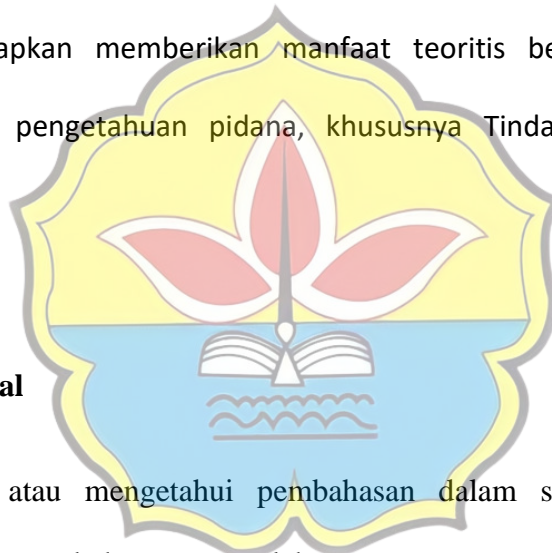 apkan memberikan manfaat teoritis be
pengetahuan pidana, khususnya Tinda
al
atau mengetahui pembahasan dalam s